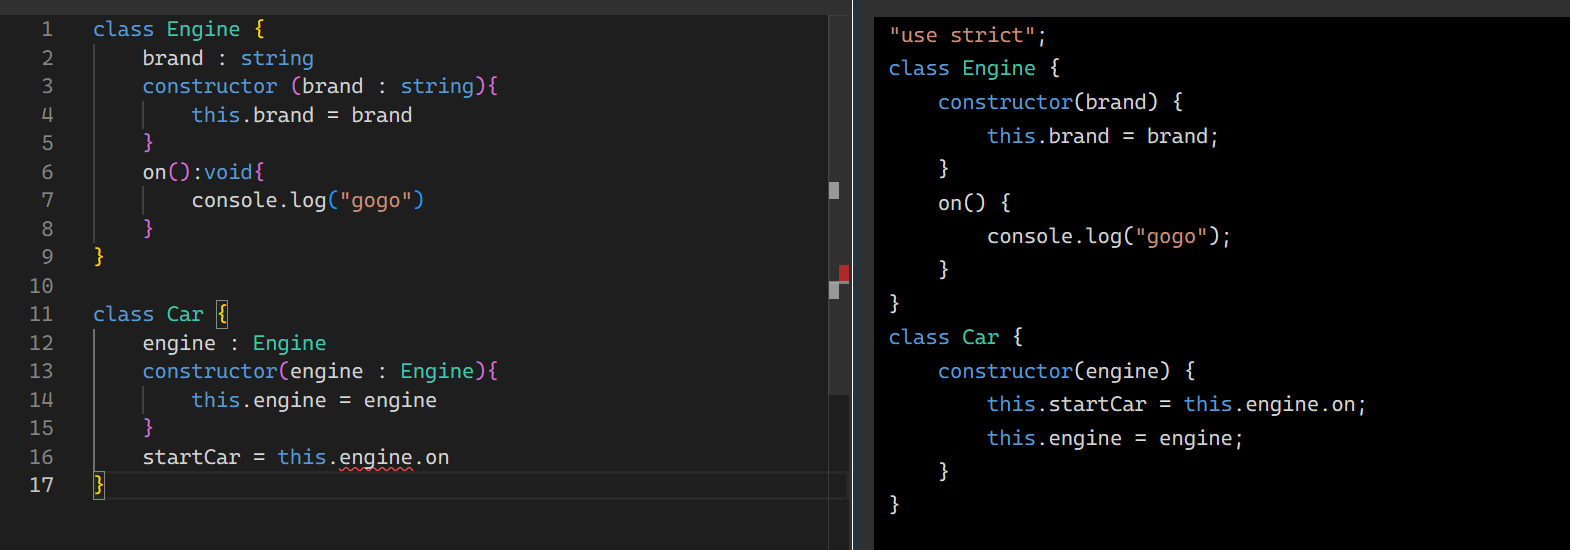 1 class Engine {
2 brand : string
3 constructor (brand : string){
4 this.brand = brand
5 }
6 on():void{
7 console.log("gogo")
8 }
9 }
10
11 class Car {
12 engine : Engine
13 constructor(engine : Engine){
14 this.engine = engine
15 }
16 startCar = this.engine.on
17 }
"use strict";
class Engine {
constructor(brand) {
this.brand = brand;
}
on() {
console.log("gogo");
}
}
class Car {
constructor(engine) {
this.startCar = this.engine.on;
this.engine = engine;
}
}